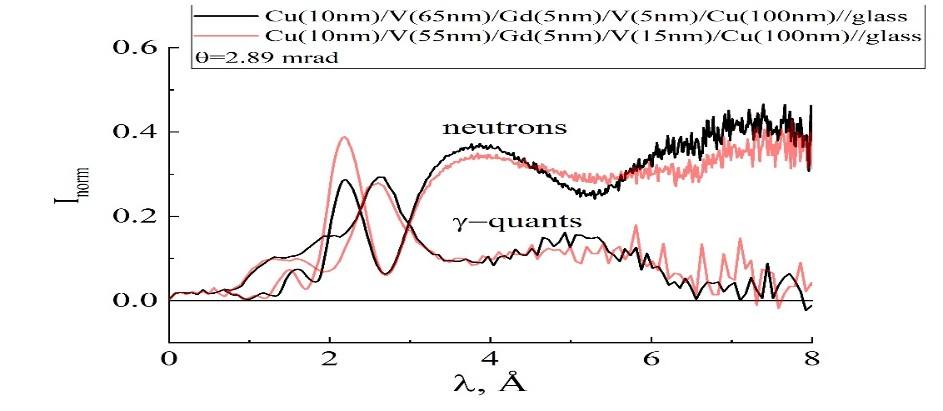 Cu(10nm)/V(65nm)/Gd(5nm)/V(5nm)/Cu(100nm)//glass
Cu(10nm)/V(55nm)/Gd(5nm)/V(15nm)/Cu(100nm)//glass
θ=2.89 mrad
0.6
0.4
0.2
0.0
I_norm
neutrons
γ−quants
0 2 4 6 8
λ, Å